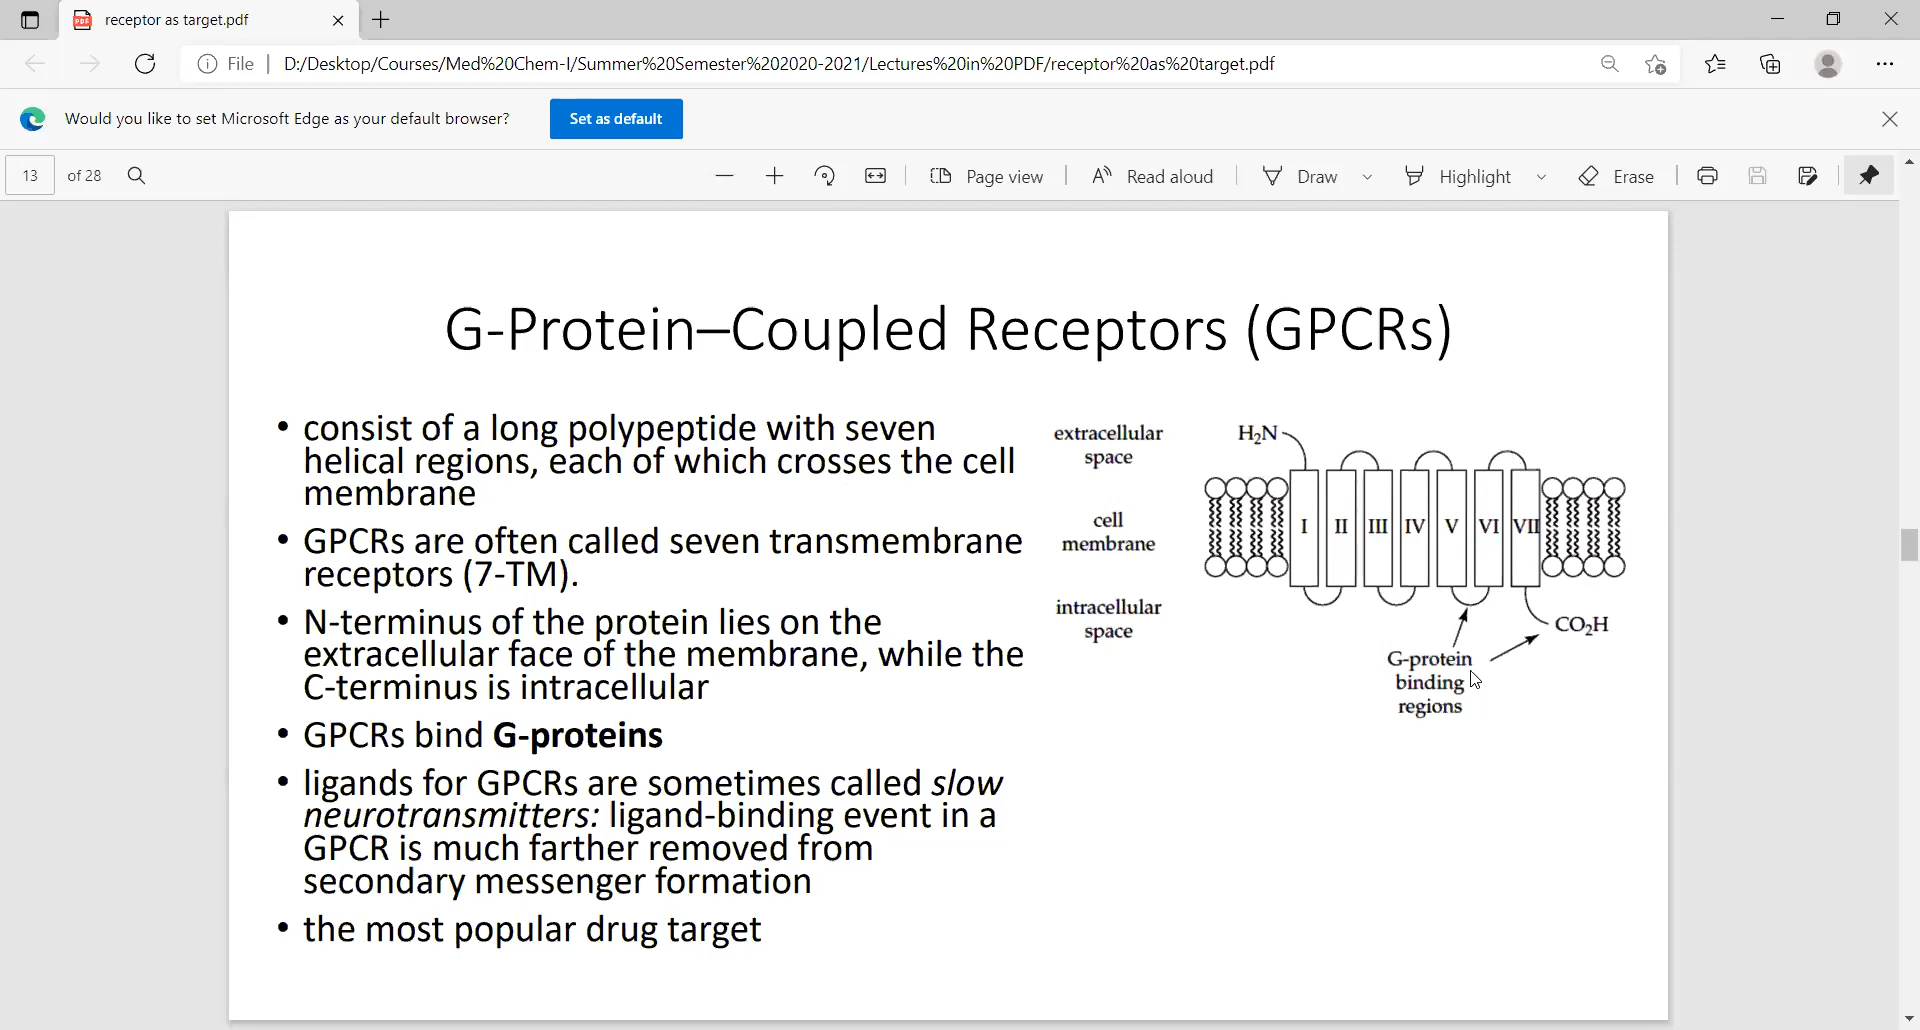 receptor as target.pdf
File
D:/Desktop/Courses/Med%20Chem-I/Summer%20Semester%202020-2021/Lectures%20in%20PDF/receptor%20as%20target.pdf
Would you like to set Microsoft Edge as your default browser?
Set as default
13 of 28
Page view
Read aloud
Draw
Highlight
Erase
G-Protein–Coupled Receptors (GPCRs)
• consist of a long polypeptide with seven
helical regions, each of which crosses the cell
membrane
• GPCRs are often called seven transmembrane
receptors (7-TM).
• N-terminus of the protein lies on the
extracellular face of the membrane, while the
C-terminus is intracellular
• GPCRs bind G-proteins
• ligands for GPCRs are sometimes called slow
neurotransmitters: ligand-binding event in a
GPCR is much farther removed from
secondary messenger formation
• the most popular drug target
extracellular
space
cell
membrane
intracellular
space
H₂N
I II III IV V VI VII
CO₂H
G-protein
binding
regions